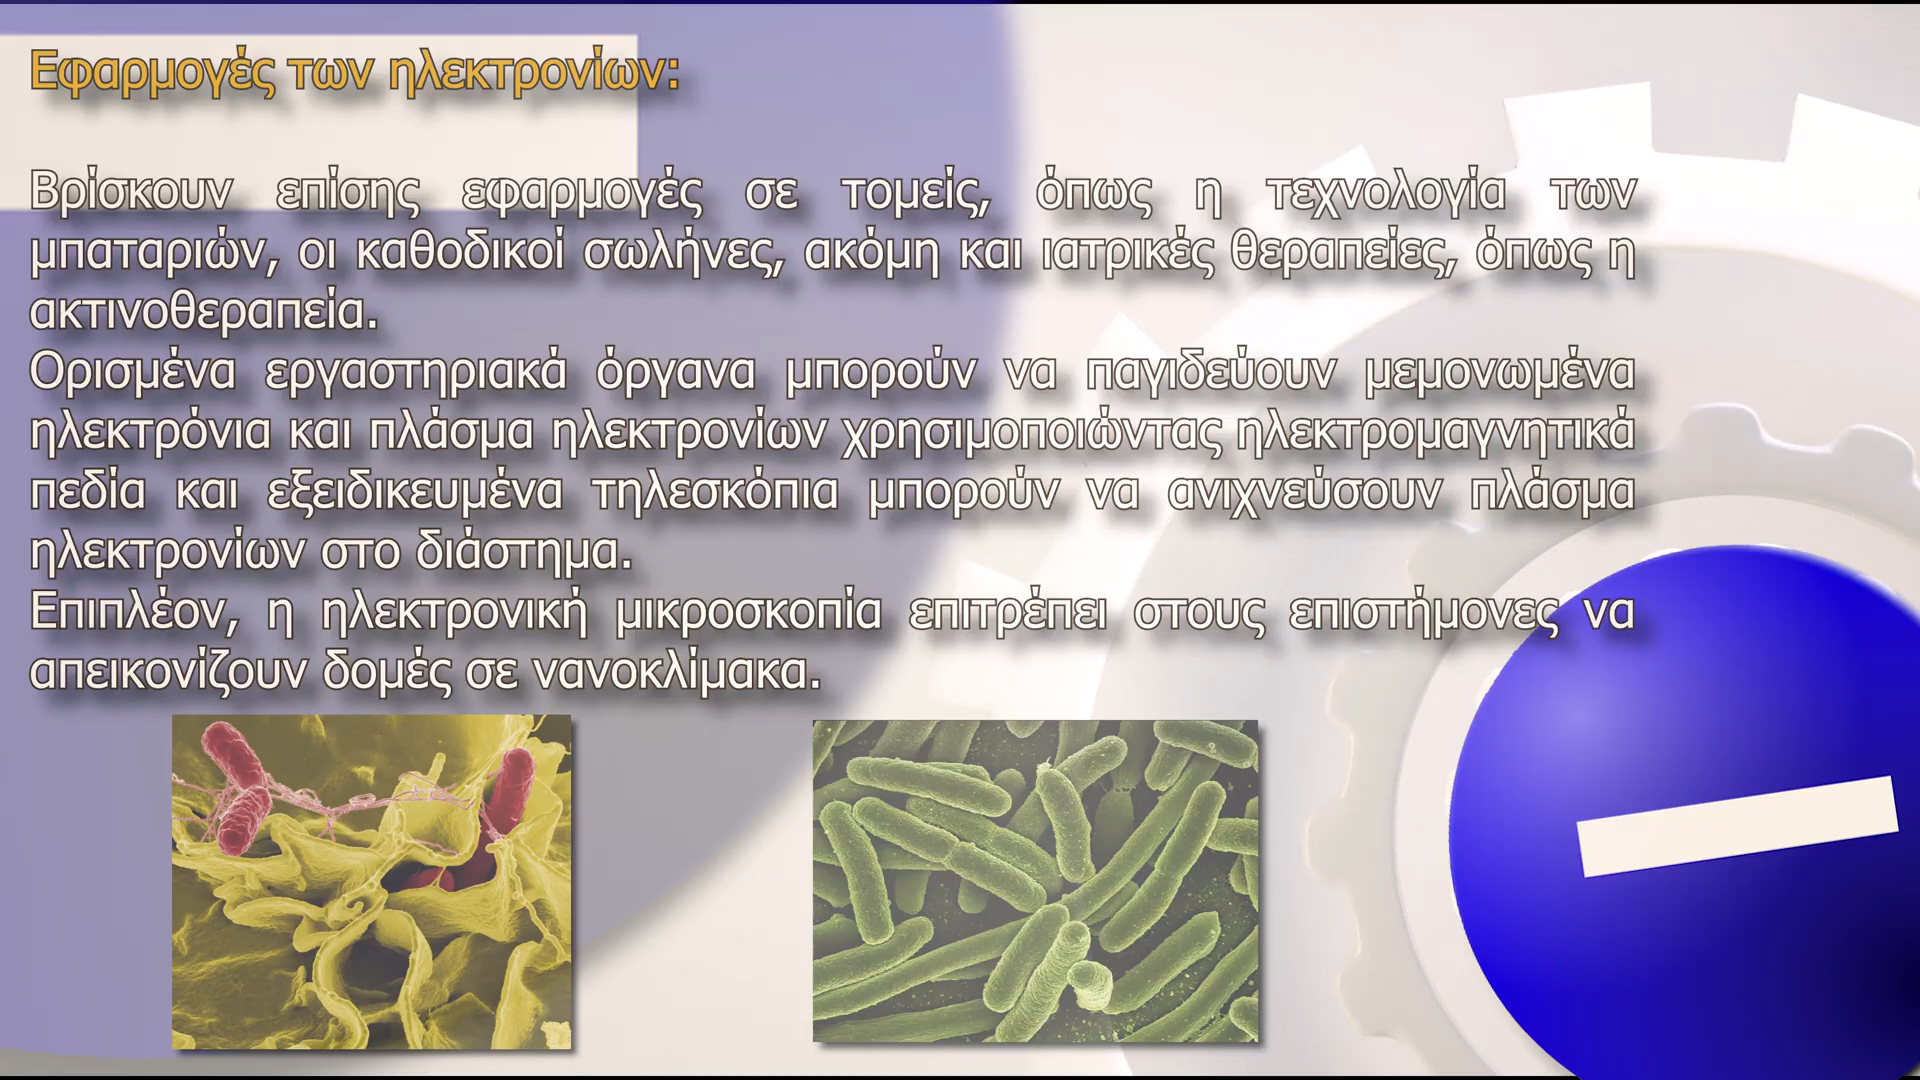 Εφαρμογές των ηλεκτρονίων:
Βρίσκουν επίσης εφαρμογές σε τομείς, όπως η τεχνολογία των
μπαταριών, οι καθοδικοί σωλήνες, ακόμη και ιατρικές θεραπείες, όπως η
ακτινοθεραπεία.
Ορισμένα εργαστηριακά όργανα μπορούν να παγιδεύουν μεμονωμένα
ηλεκτρόνια και πλάσμα ηλεκτρονίων χρησιμοποιώντας ηλεκτρομαγνητικά
πεδία και εξειδικευμένα τηλεσκόπια μπορούν να ανιχνεύσουν πλάσμα
ηλεκτρονίων στο διάστημα.
Επιπλέον, η ηλεκτρονική μικροσκοπία επιτρέπει στους επιστήμονες να
απεικονίζουν δομές σε νανοκλίμακα.